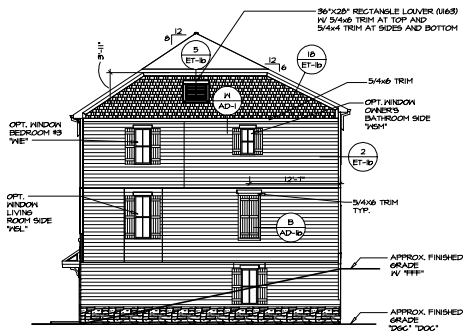 36"X28" RECTANGLE LOUVER (U163)
W/ 5/4x6 TRIM AT TOP AND
5/4x4 TRIM AT SIDES AND BOTTOM
12
8
5
ET-1b
18
ET-1b
12
6
5/4x6 TRIM
W
AD-1
OPT. WINDOW
OWNER'S
BATHROOM SIDE
"WSM"
OPT. WINDOW
BEDROOM #3
"WE"
2
ET-1b
12'-7"
OPT.
WINDOW
LIVING
ROOM SIDE
"WSL"
5/4x6 TRIM
TYP.
B
AD-1b
APPROX. FINISHED
GRADE
W/ "FFF"
APPROX. FINISHED
GRADE
"DGC" "DOC"